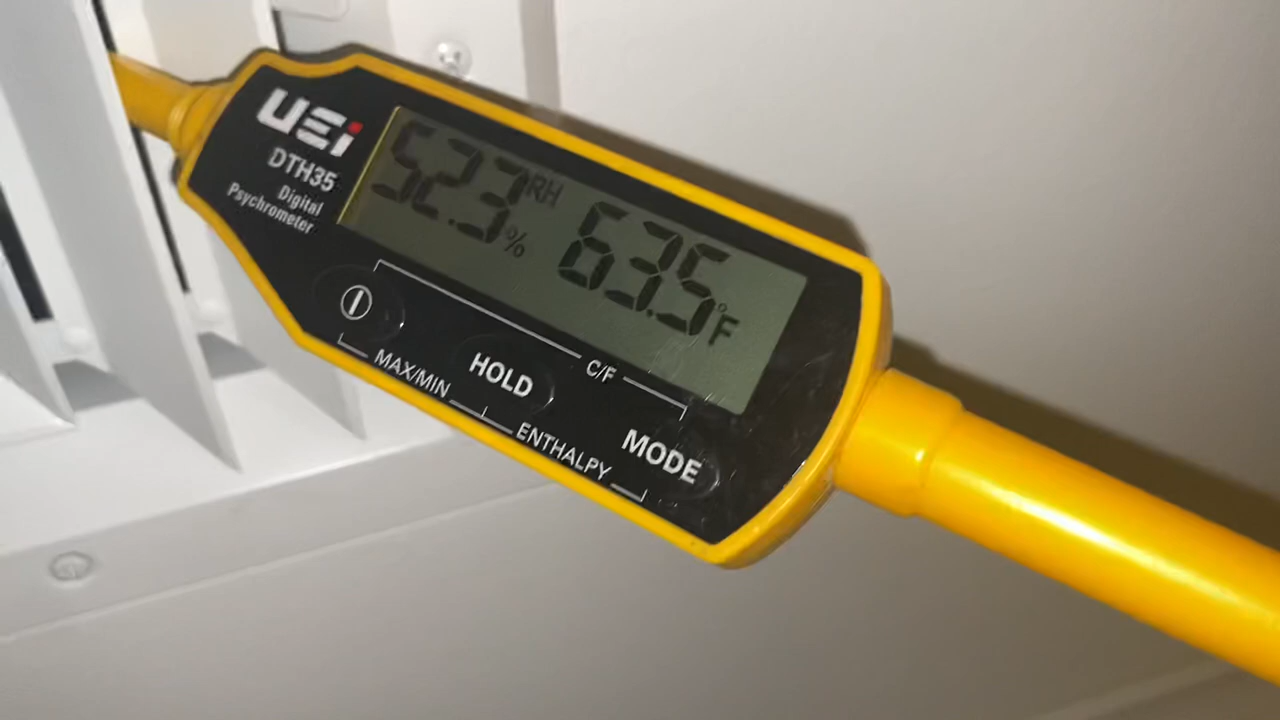 UEi
DTH35
Digital
Psychrometer
52.3% RH 63.5°F
C/F
HOLD
MAX/MIN
MODE
ENTHALPY